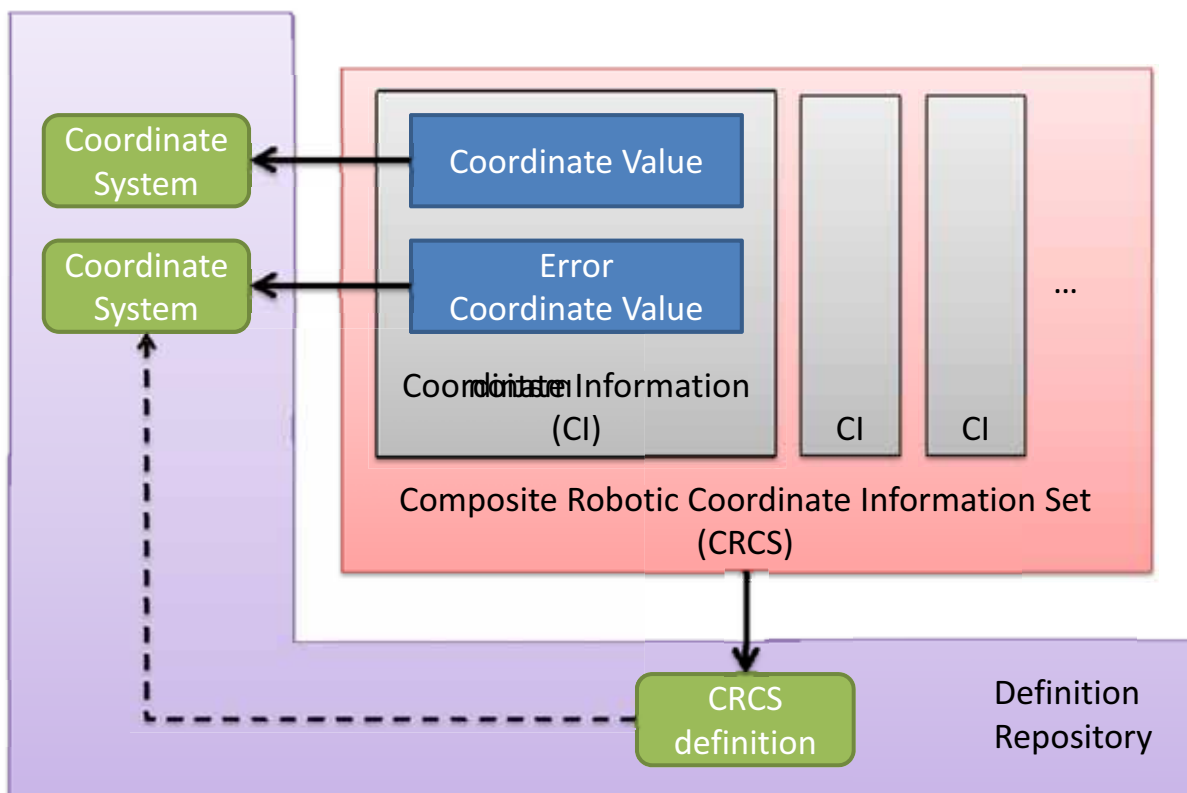 Coordinate
System
Coordinate Value
Coordinate
System
Error
Coordinate Value
...
Information
(CI)
CI
CI
Composite Robotic Coordinate Information Set
(CRCS)
CRCS
definition
Definition
Repository